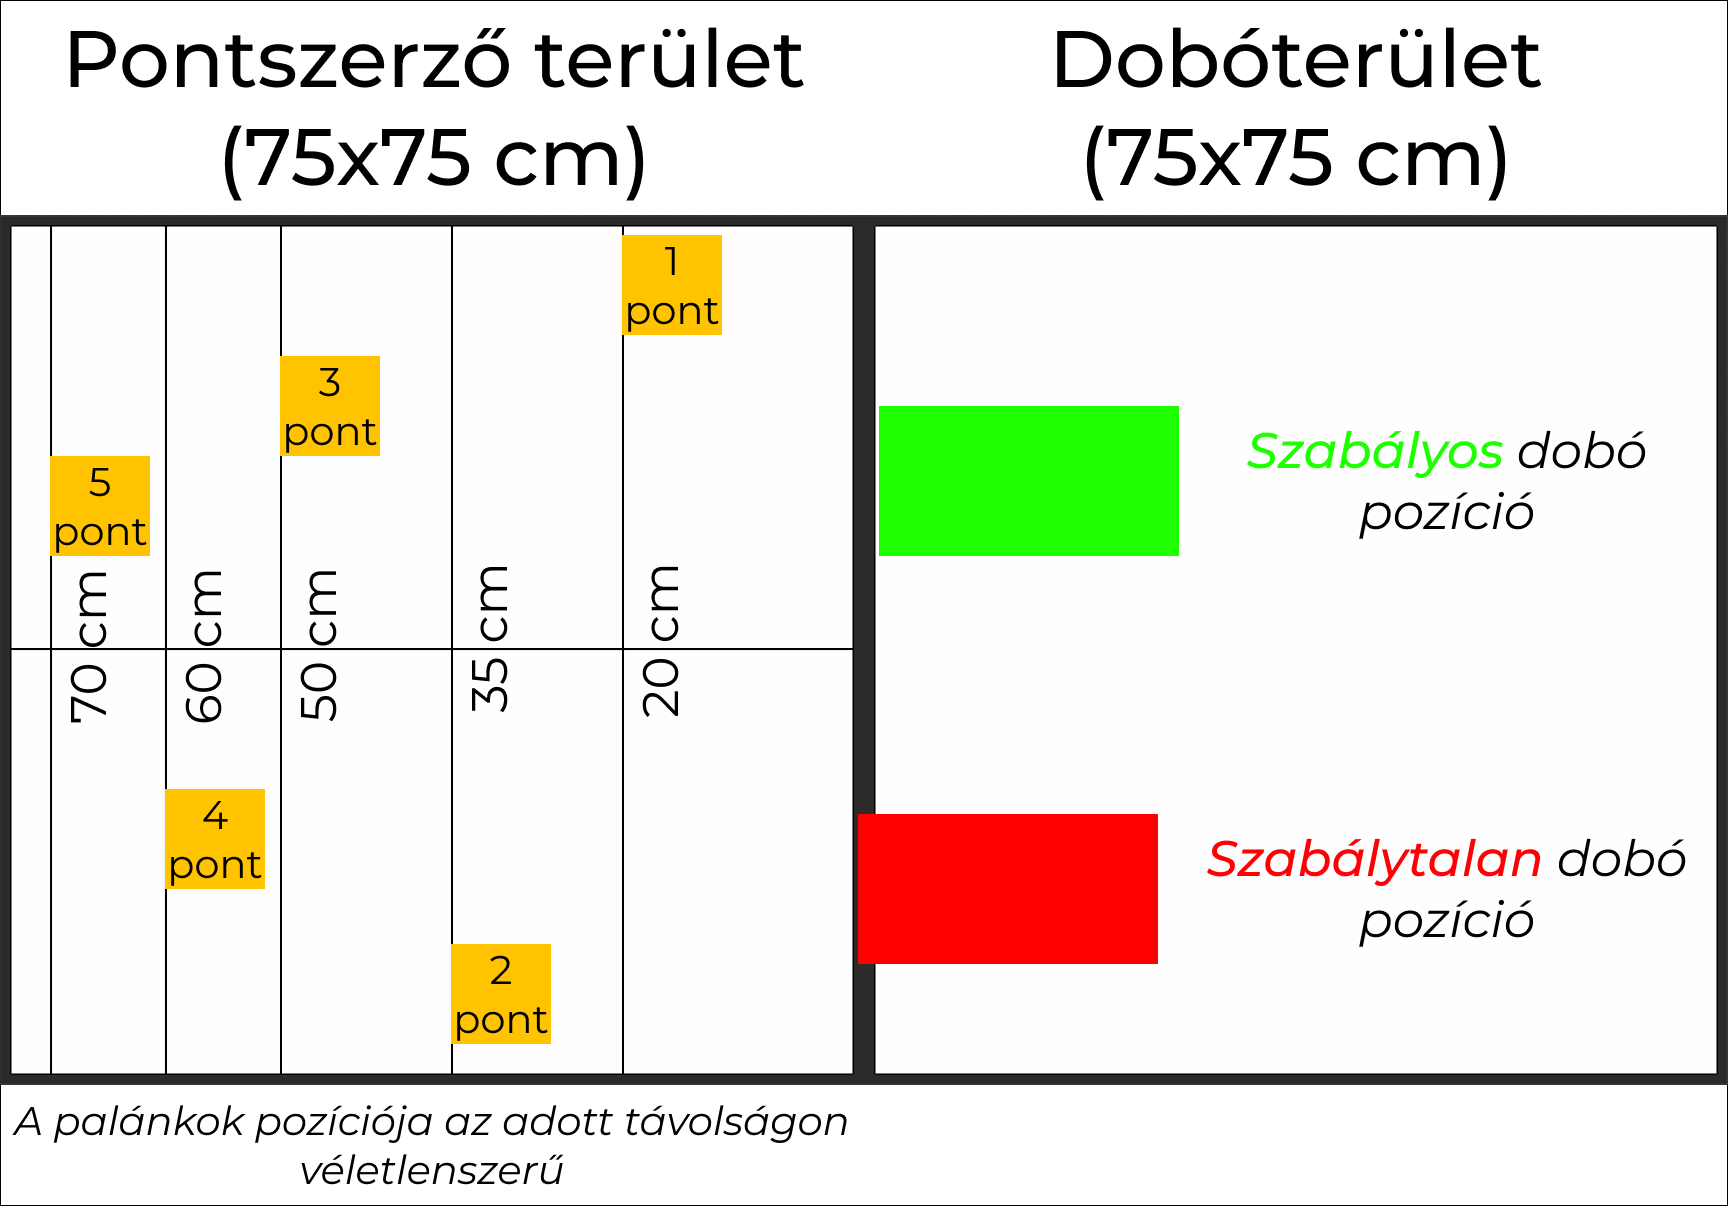 Pontszerző terület
(75x75 cm)
Dobóterület
(75x75 cm)
1
pont
3
pont
5
pont
70 cm
60 cm
50 cm
35 cm
20 cm
4
pont
2
pont
Szabályos dobó
pozíció
Szabálytalan dobó
pozíció
A palánkok pozíciója az adott távolságon
véletlenszerű